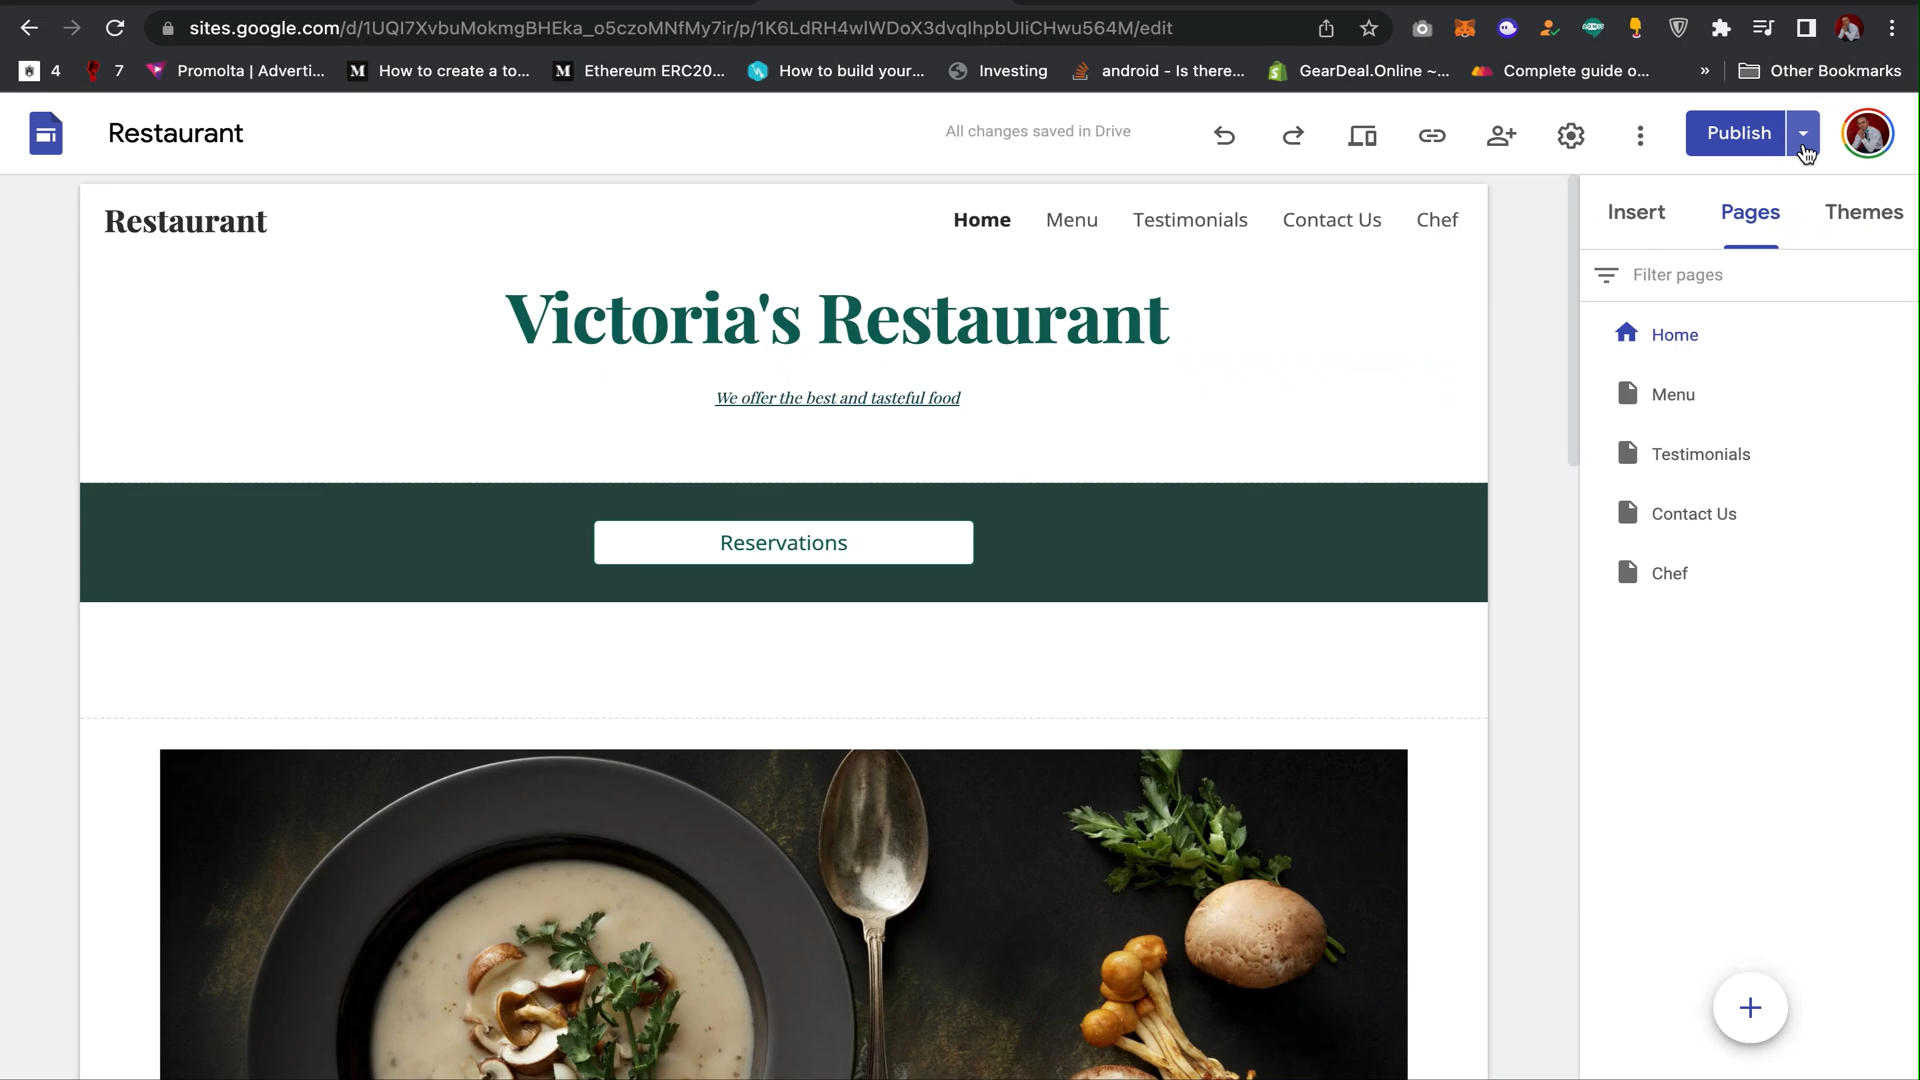 sites.google.com/d/1UQI7XvbuMokmgBHEka_o5czoMNfMy7ir/p/1K6LdRH4wlWDoX3dvqIhpbUIiCHwu564M/edit
4
7
Promolta | Adverti...
How to create a to...
Ethereum ERC20...
How to build your...
Investing
android - Is there...
GearDeal.Online ~...
Complete guide o...
»
Other Bookmarks
Restaurant
All changes saved in Drive
Publish
Restaurant
Home
Menu
Testimonials
Contact Us
Chef
Victoria's Restaurant
We offer the best and tasteful food
Reservations
Insert
Pages
Themes
Filter pages
Home
Menu
Testimonials
Contact Us
Chef